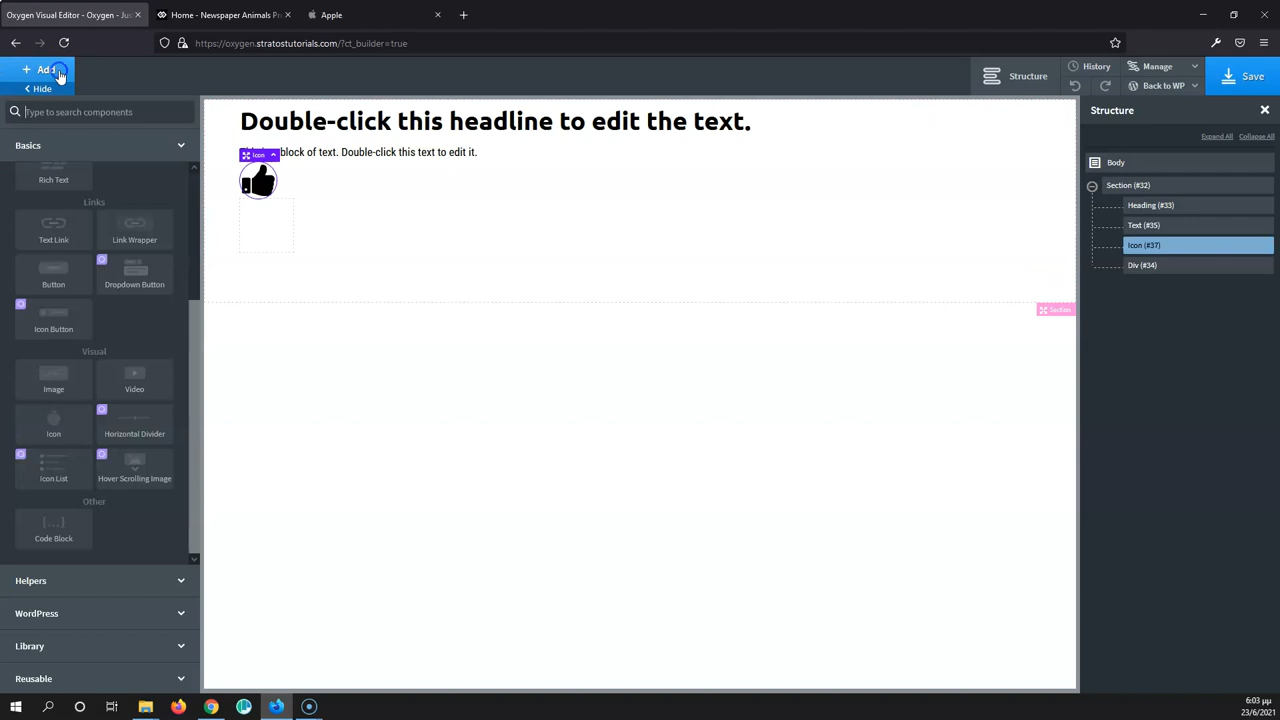 Oxygen Visual Editor - Oxygen - Jus
Home - Newspaper Animals Pr
Apple
https://oxygen.stratostutorials.com/?ct_builder=true
+ Add
Hide
Structure
History
Manage
Back to WP
Save
Type to search components
Basics
Rich Text
Links
Text Link
Link Wrapper
Button
Dropdown Button
Icon Button
Visual
Image
Video
Icon
Horizontal Divider
Icon List
Hover Scrolling Image
Other
{...}
Code Block
Helpers
WordPress
Library
Reusable
Double-click this headline to edit the text.
block of text. Double-click this text to edit it.
Icon
Section
Structure
Expand All
Collapse All
Body
Section (#32)
Heading (#33)
Text (#35)
Icon (#37)
Div (#34)
6:03 μμ
23/6/2021